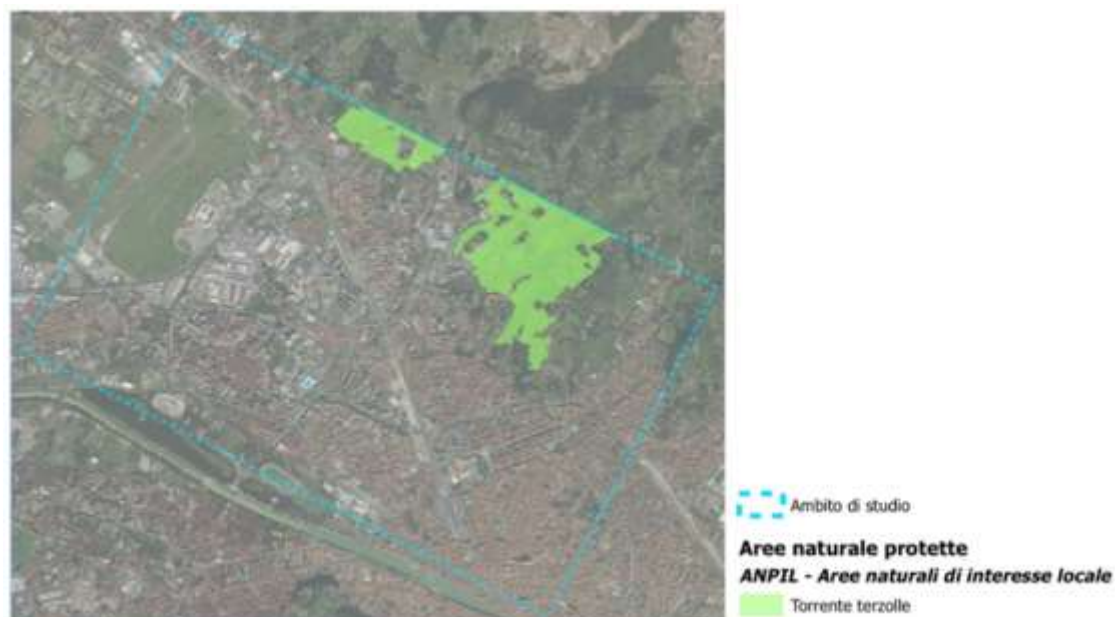 Ambito di studio
Aree naturale protette
ANPIL - Aree naturali di interesse locale
Torrente terzolle